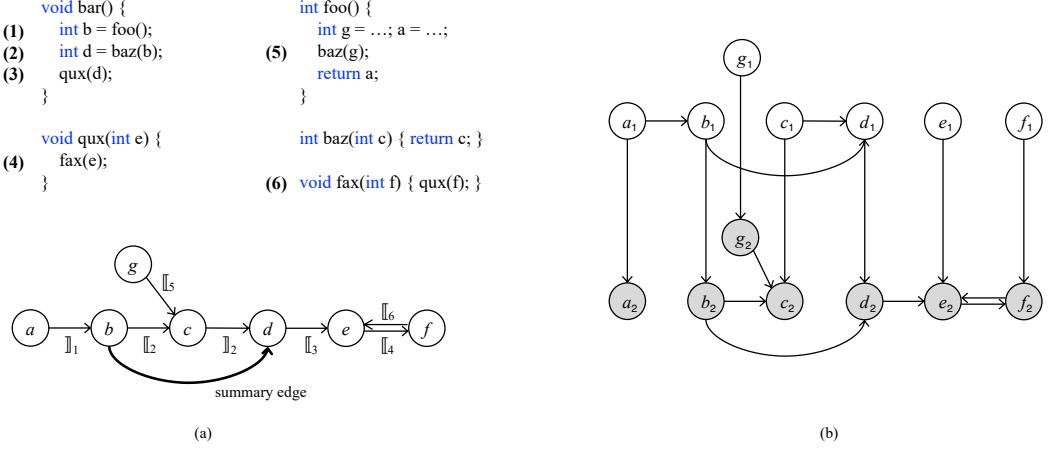 void bar() {
(1) int b = foo();
(2) int d = baz(b);
(3) qux(d);
}
void qux(int e) {
(4) fax(e);
}
int foo() {
int g = …; a = …;
(5) baz(g);
return a;
}
int baz(int c) { return c; }
(6) void fax(int f) { qux(f); }
g
⟧₁ ⟦₂ ⟧₂ ⟦₃ ⟦₄ ⟦₅ ⟦₆
a b c d e f
summary edge
(a)
g₁
a₁ b₁ c₁ d₁ e₁ f₁
g₂
a₂ b₂ c₂ d₂ e₂ f₂
(b)